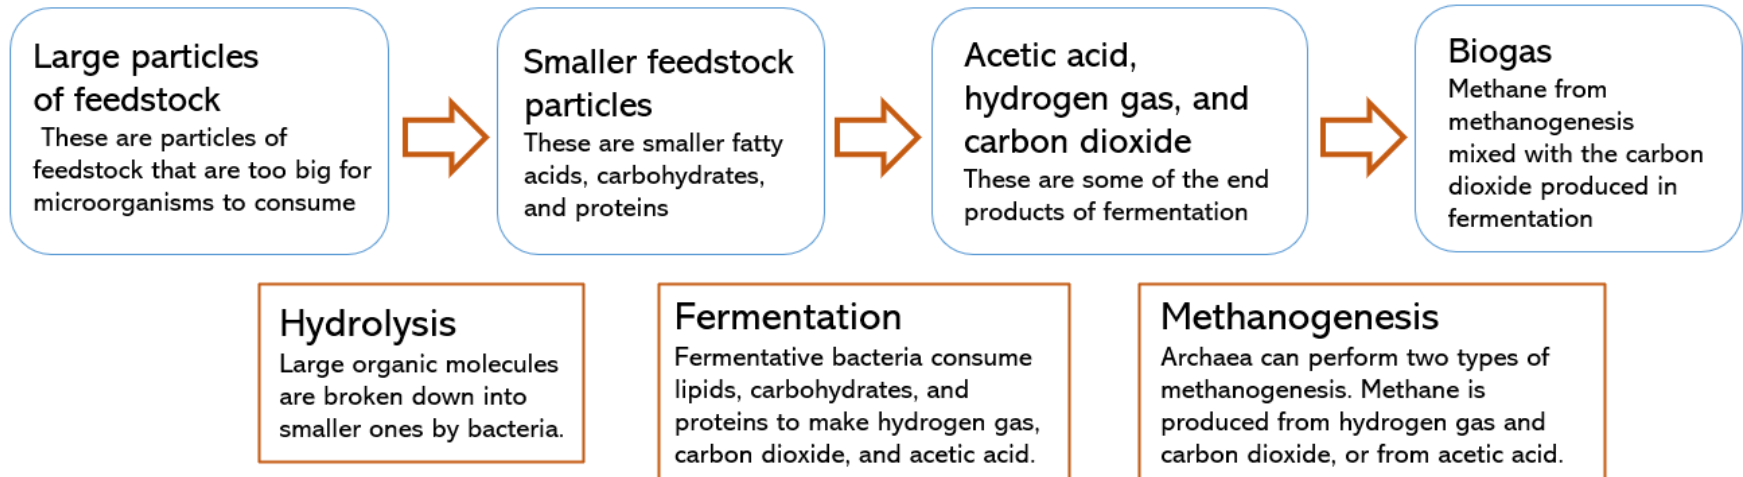 Large particles
of feedstock
These are particles of
feedstock that are too big for
microorganisms to consume
Smaller feedstock
particles
These are smaller fatty
acids, carbohydrates,
and proteins
Acetic acid,
hydrogen gas, and
carbon dioxide
These are some of the end
products of fermentation
Biogas
Methane from
methanogenesis
mixed with the carbon
dioxide produced in
fermentation
Hydrolysis
Large organic molecules
are broken down into
smaller ones by bacteria.
Fermentation
Fermentative bacteria consume
lipids, carbohydrates, and
proteins to make hydrogen gas,
carbon dioxide, and acetic acid.
Methanogenesis
Archaea can perform two types of
methanogenesis. Methane is
produced from hydrogen gas and
carbon dioxide, or from acetic acid.